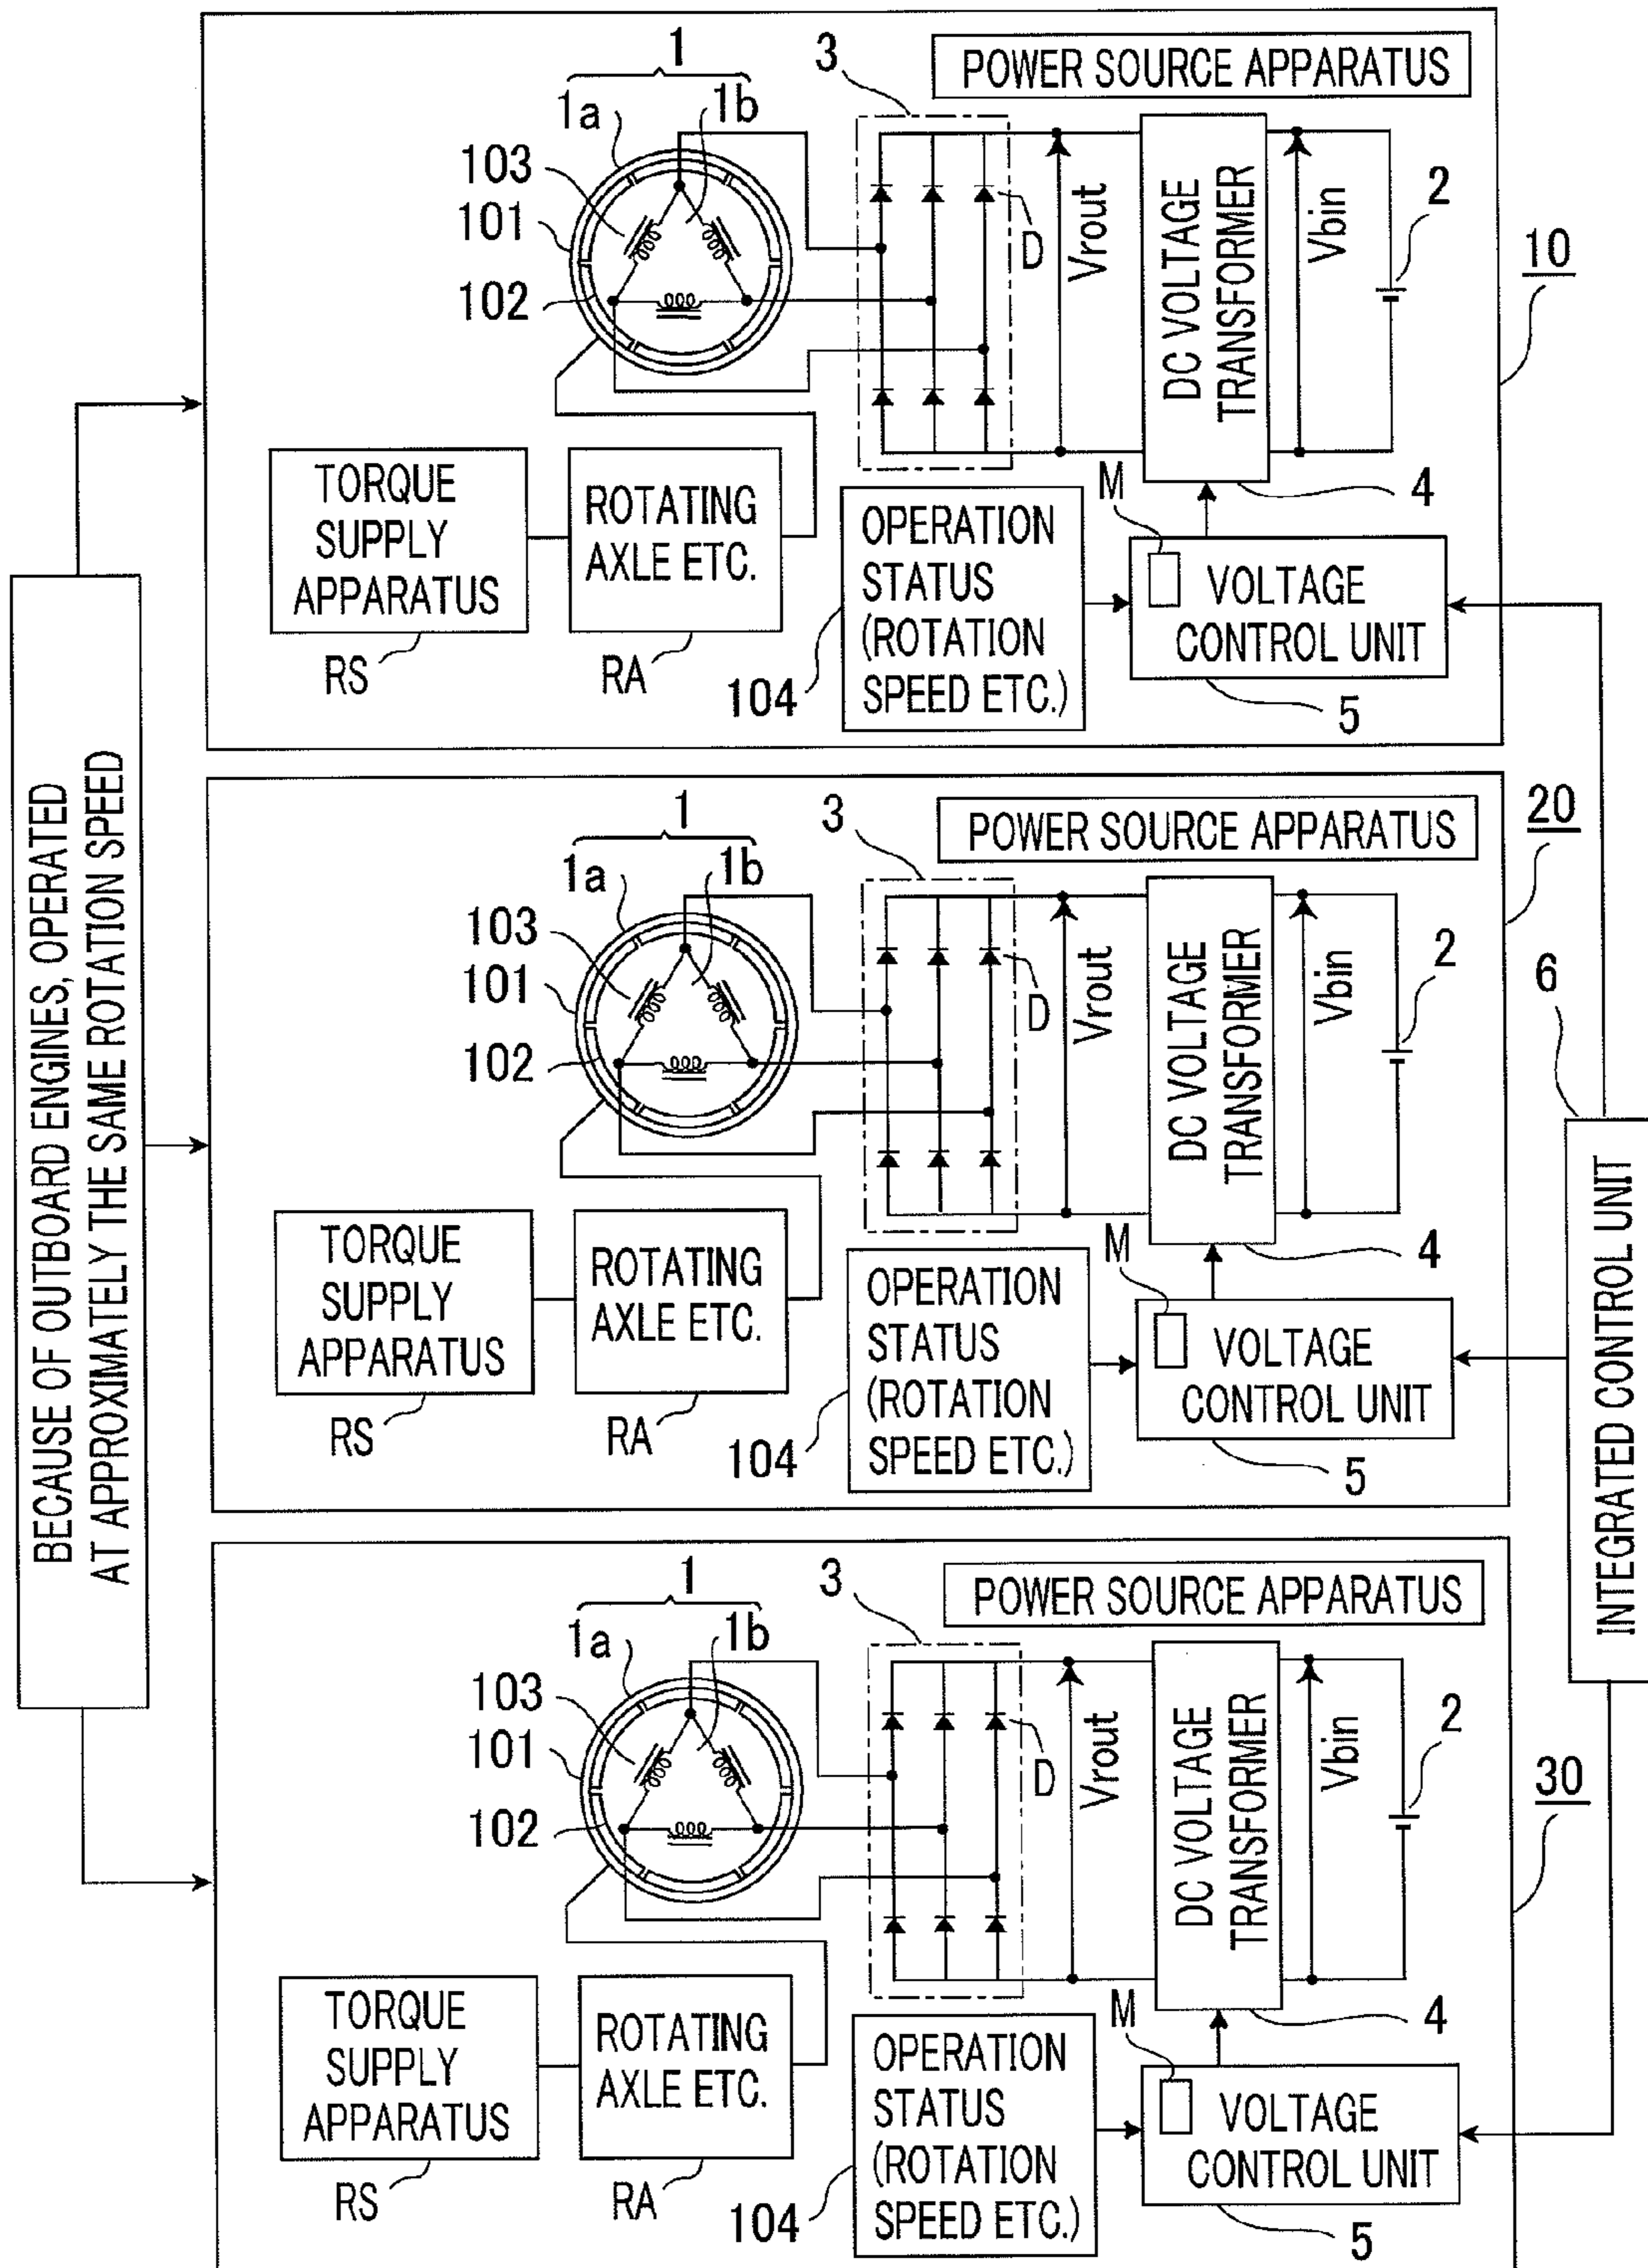 BECAUSE OF OUTBOARD ENGINES, OPERATED
AT APPROXIMATELY THE SAME ROTATION SPEED
POWER SOURCE APPARATUS
1
1a
1b
103
101
102
3
D
Vrout
DC VOLTAGE
TRANSFORMER
Vbin
2
10
4
TORQUE
SUPPLY
APPARATUS
RS
ROTATING
AXLE ETC.
RA
OPERATION
STATUS
(ROTATION
SPEED ETC.)
104
M
VOLTAGE
CONTROL UNIT
5
POWER SOURCE APPARATUS
1
1a
1b
103
101
102
3
D
Vrout
DC VOLTAGE
TRANSFORMER
Vbin
2
20
4
TORQUE
SUPPLY
APPARATUS
RS
ROTATING
AXLE ETC.
RA
OPERATION
STATUS
(ROTATION
SPEED ETC.)
104
M
VOLTAGE
CONTROL UNIT
5
6
INTEGRATED CONTROL UNIT
POWER SOURCE APPARATUS
1
1a
1b
103
101
102
3
D
Vrout
DC VOLTAGE
TRANSFORMER
Vbin
2
30
4
TORQUE
SUPPLY
APPARATUS
RS
ROTATING
AXLE ETC.
RA
OPERATION
STATUS
(ROTATION
SPEED ETC.)
104
M
VOLTAGE
CONTROL UNIT
5